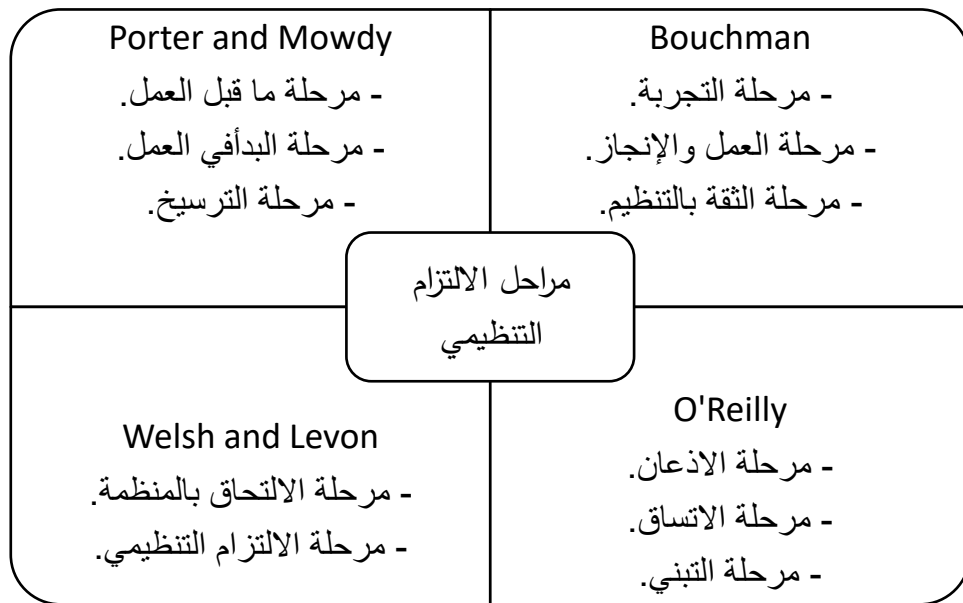 Porter and Mowdy
- مرحلة ما قبل العمل.
- مرحلة البدأفي العمل.
- مرحلة الترسيخ.
Bouchman
- مرحلة التجربة.
- مرحلة العمل والإنجاز.
- مرحلة الثقة بالتنظيم.
مراحل الالتزام
التنظيمي
Welsh and Levon
- مرحلة الالتحاق بالمنظمة.
- مرحلة الالتزام التنظيمي.
O'Reilly
- مرحلة الاذعان.
- مرحلة الاتساق.
- مرحلة التبني.